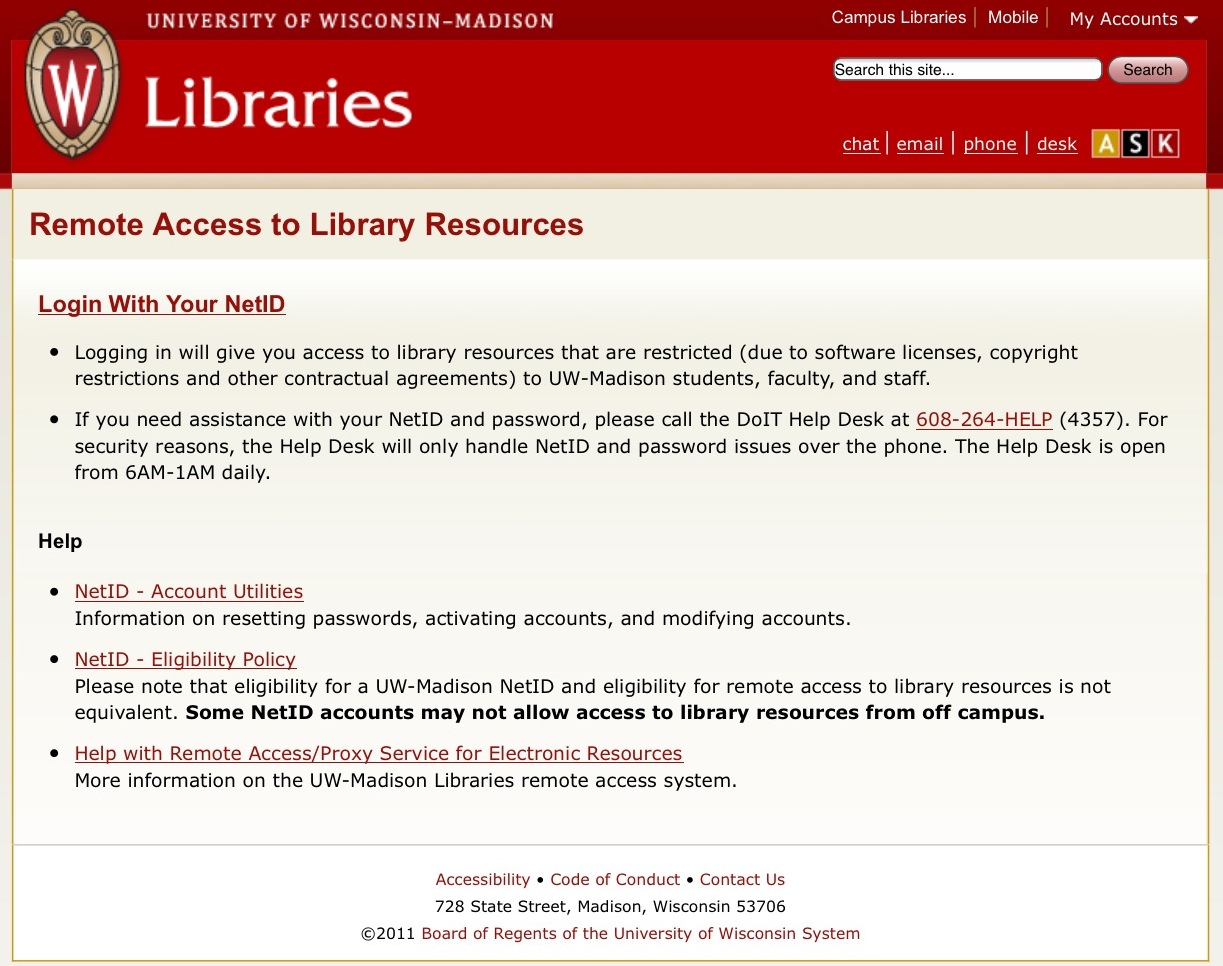 UNIVERSITY OF WISCONSIN–MADISON
Campus Libraries
Mobile
My Accounts
W
Libraries
Search this site...
Search
chat
email
phone
desk
A S K
Remote Access to Library Resources
Login With Your NetID
• Logging in will give you access to library resources that are restricted (due to software licenses, copyright
restrictions and other contractual agreements) to UW-Madison students, faculty, and staff.
• If you need assistance with your NetID and password, please call the DoIT Help Desk at 608-264-HELP (4357). For
security reasons, the Help Desk will only handle NetID and password issues over the phone. The Help Desk is open
from 6AM-1AM daily.
Help
• NetID - Account Utilities
Information on resetting passwords, activating accounts, and modifying accounts.
• NetID - Eligibility Policy
Please note that eligibility for a UW-Madison NetID and eligibility for remote access to library resources is not
equivalent. Some NetID accounts may not allow access to library resources from off campus.
• Help with Remote Access/Proxy Service for Electronic Resources
More information on the UW-Madison Libraries remote access system.
Accessibility • Code of Conduct • Contact Us
728 State Street, Madison, Wisconsin 53706
©2011 Board of Regents of the University of Wisconsin System